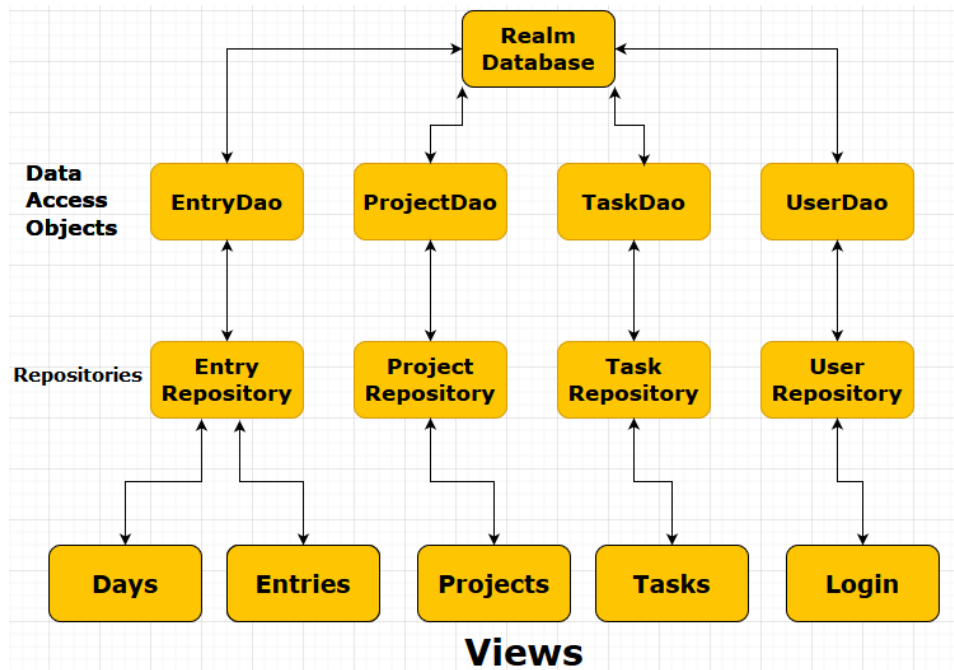 Realm
Database
Data
Access
Objects
EntryDao
ProjectDao
TaskDao
UserDao
Repositories
Entry
Repository
Project
Repository
Task
Repository
User
Repository
Days
Entries
Projects
Tasks
Login
Views